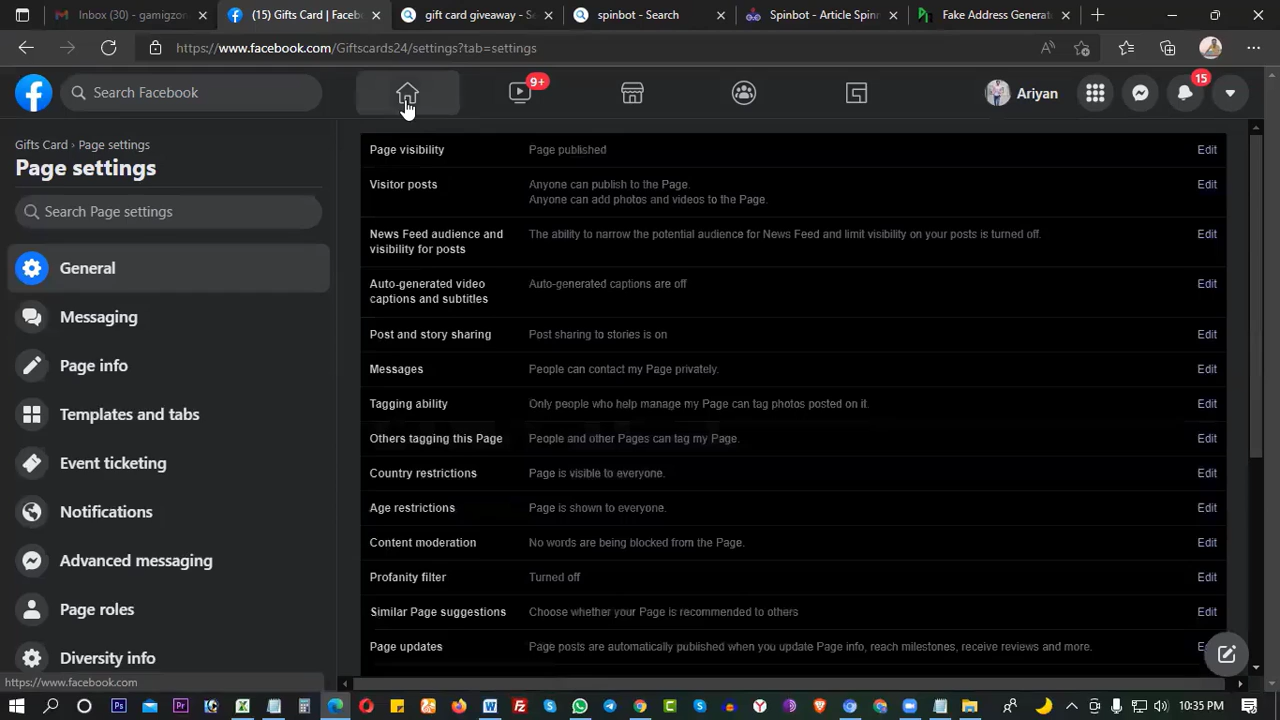 Inbox (30) - gamigzon
(15) Gifts Card | Faceb
gift card giveaway - Se
spinbot - Search
Spinbot - Article Spinn
Fake Address Generat
https://www.facebook.com/Giftscards24/settings?tab=settings
Search Facebook
9+
Ariyan
15
Gifts Card › Page settings
Page settings
Search Page settings
General
Messaging
Page info
Templates and tabs
Event ticketing
Notifications
Advanced messaging
Page roles
Diversity info
Page visibility
Page published
Edit
Visitor posts
Anyone can publish to the Page.
Anyone can add photos and videos to the Page.
Edit
News Feed audience and
visibility for posts
The ability to narrow the potential audience for News Feed and limit visibility on your posts is turned off.
Edit
Auto-generated video
captions and subtitles
Auto-generated captions are off
Edit
Post and story sharing
Post sharing to stories is on
Edit
Messages
People can contact my Page privately.
Edit
Tagging ability
Only people who help manage my Page can tag photos posted on it.
Edit
Others tagging this Page
People and other Pages can tag my Page.
Edit
Country restrictions
Page is visible to everyone.
Edit
Age restrictions
Page is shown to everyone.
Edit
Content moderation
No words are being blocked from the Page.
Edit
Profanity filter
Turned off
Edit
Similar Page suggestions
Choose whether your Page is recommended to others
Edit
Page updates
Page posts are automatically published when you update Page info, reach milestones, receive reviews and more.
https://www.facebook.com
10:35 PM